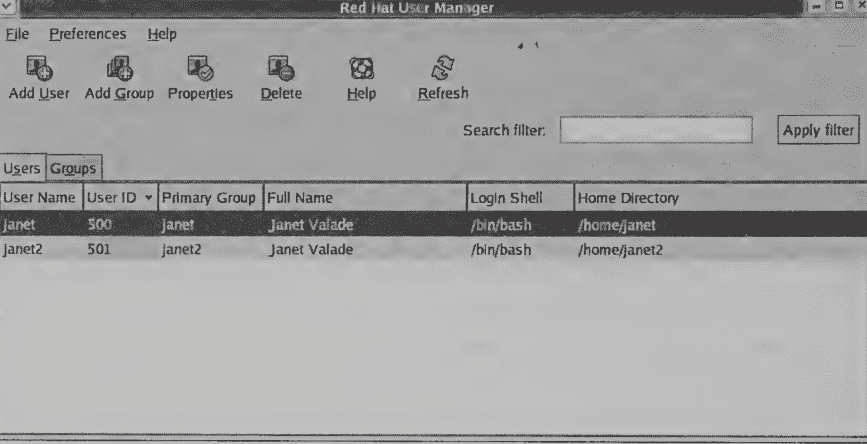 Red Hat User Manager
File Preferences Help
Add User Add Group Properties Delete Help Refresh
Search filter: Apply filter
Users Groups
User Name User ID Primary Group Full Name Login Shell Home Directory
janet 500 janet Janet Valade /bin/bash /home/janet
janet2 501 janet2 Janet Valade /bin/bash /home/janet2